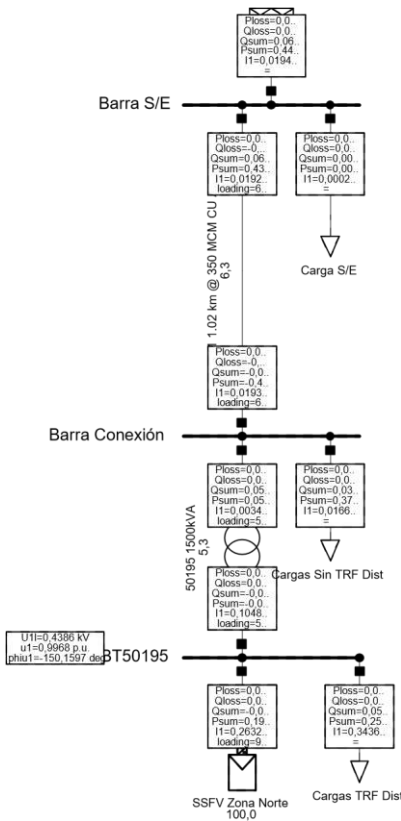 Ploss=0,0..
Qloss=0,0..
Qsum=0,06..
Psum=0,44..
I1=0,0194..
=
Barra S/E
Ploss=0,0..
Qloss=-0,..
Qsum=0,06..
Psum=0,43..
I1=0,0192..
loading=6..
Ploss=0,0..
Qloss=0,0..
Qsum=0,00..
Psum=0,00..
I1=0,0002..
=
Carga S/E
1.02 km @ 350 MCM CU
6,3
Ploss=0,0..
Qloss=-0,..
Qsum=-0,0..
Psum=-0,4..
I1=0,0193..
loading=6..
Barra Conexión
Ploss=0,0..
Qloss=0,0..
Qsum=0,05..
Psum=0,05..
I1=0,0034..
loading=5..
Ploss=0,0..
Qloss=0,0..
Qsum=0,03..
Psum=0,37..
I1=0,0166..
=
50195 1500kVA
5,3
Cargas Sin TRF Dist
Ploss=0,0..
Qloss=0,0..
Qsum=-0,0..
Psum=-0,0..
I1=0,1048..
loading=5..
U1l=0,4386 kV
u1=0,9968 p.u.
phiu1=-150,1597 deg
BT50195
Ploss=0,0..
Qloss=0,0..
Qsum=-0,0..
Psum=0,19..
I1=0,2632..
loading=9..
Ploss=0,0..
Qloss=0,0..
Qsum=0,05..
Psum=0,25..
I1=0,3436..
=
SSFV Zona Norte
100,0
Cargas TRF Dist